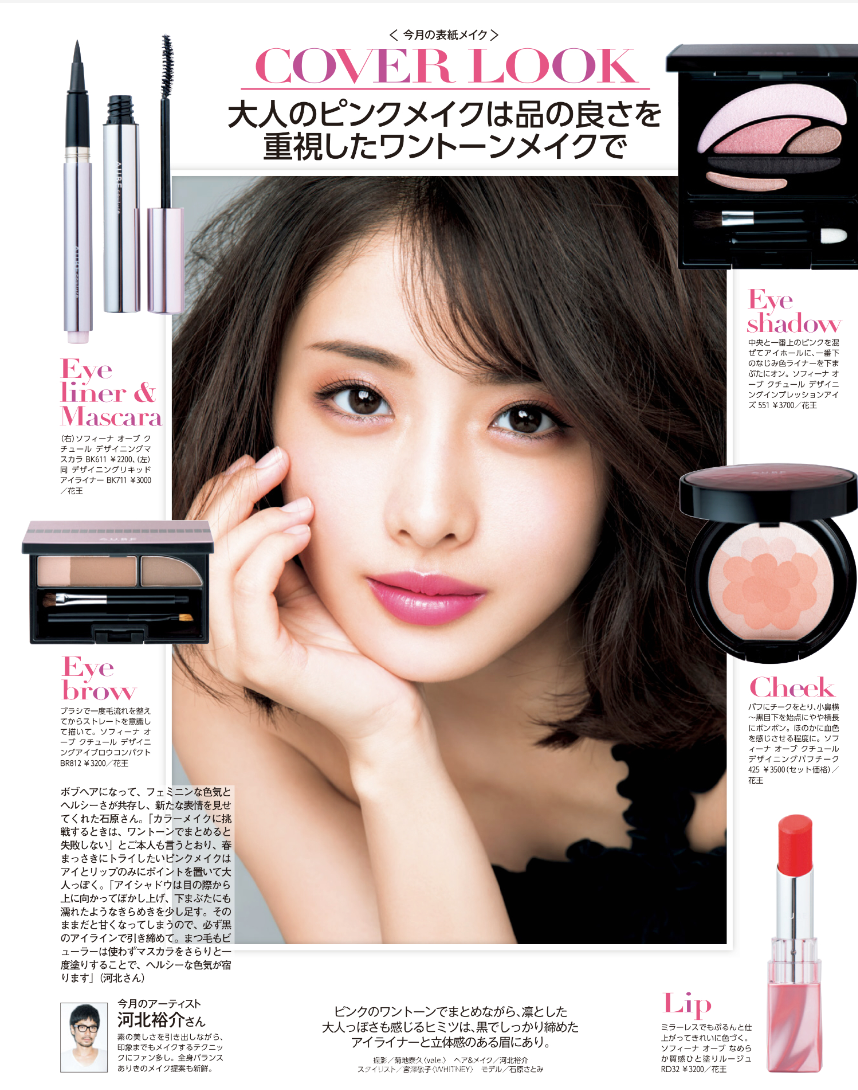 〈 今月の表紙メイク 〉
COVER LOOK
大人のピンクメイクは品の良さを
重視したワントーンメイクで
Eye
liner &
Mascara
(右)ソフィーナ オーブ ク
チュール デザイニングマ
スカラ BK611 ￥2200、(左)
同 デザイニングリキッド
アイライナー BK711 ￥3000
／花王
Eye
shadow
中央と一番上のピンクを混
ぜてアイホールに、一番下
のなじみ色ライナーを下ま
ぶたにオン。ソフィーナ オ
ーブ クチュール デザイニ
ングインプレッションアイ
ズ 551 ￥3700／花王
AUBE
Eye
brow
ブラシで一度毛流れを整え
てからストレートを意識し
て描いて。ソフィーナ オ
ーブ クチュール デザイニ
ングアイブロウコンパクト
BR812 ￥3200／花王
Cheek
パフにチークをとり、小鼻横
〜黒目下を始点にやや横長
にポンポン。ほのかに血色
を感じさせる程度に。ソフ
ィーナ オーブ クチュール
デザイニングパフチーク
425 ￥3500(セット価格)／
花王
ボブヘアになって、フェミニンな色気と
ヘルシーさが共存し、新たな表情を見せ
てくれた石原さん。「カラーメイクに挑
戦するときは、ワントーンでまとめると
失敗しない」とご本人も言うとおり、春
まっさきにトライしたいピンクメイクは
アイとリップのみにポイントを置いて大
人っぽく。「アイシャドウは目の際から
上に向かってぼかし上げ、下まぶたにも
濡れたようなきらめきを少し足す。その
ままだと甘くなってしまうので、必ず黒
のアイラインで引き締めて。まつ毛もビ
ューラーは使わずマスカラをさらりと一
度塗りすることで、ヘルシーな色気が宿
ります」(河北さん)
今月のアーティスト
河北裕介さん
素の美しさを引き出しながら、
印象までもメイクするテクニッ
クにファン多し。全身バランス
ありきのメイク提案も新鮮。
ピンクのワントーンでまとめながら、凛とした
大人っぽさも感じるヒミツは、黒でしっかり締めた
アイライナーと立体感のある眉にあり。
撮影／菊地泰久(vale.) ヘア&メイク／河北裕介
スタイリスト／宮澤敬子(WHITNEY) モデル／石原さとみ
Lip
ミラーレスでもぷるんと仕
上がってきれいに色づく。
ソフィーナ オーブ なめら
か質感ひと塗りルージュ
RD32 ￥3200／花王